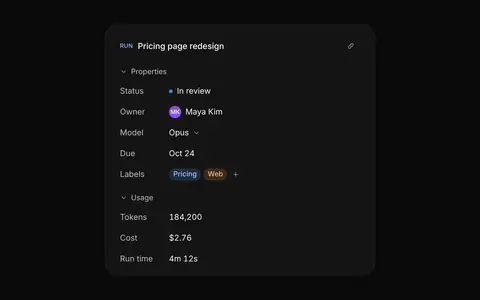 RUN Pricing page redesign
Properties
Status In review
Owner MK Maya Kim
Model Opus
Due Oct 24
Labels Pricing Web +
Usage
Tokens 184,200
Cost $2.76
Run time 4m 12s